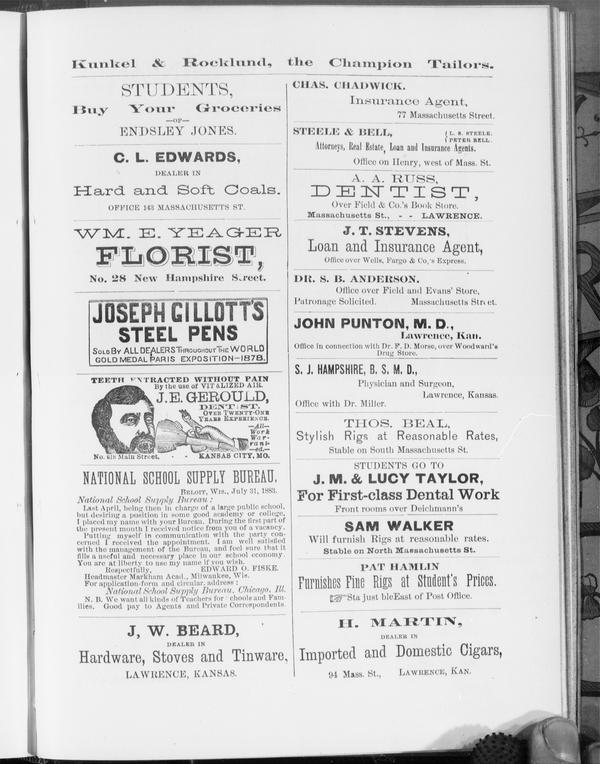 Kunkel & Rocklund, the Champion Tailors.
STUDENTS,
Buy Your Groceries
—OF—
ENDSLEY JONES.
C. L. EDWARDS,
DEALER IN
Hard and Soft Coals.
OFFICE 143 MASSACHUSETTS ST.
WM. E. YEAGER
FLORIST,
No. 28 New Hampshire S.reet.
JOSEPH GILLOTT'S
STEEL PENS
SOLD BY ALL DEALERS THROUGHOUT THE WORLD
GOLD MEDAL PARIS EXPOSITION-1878.
TEETH EXTRACTED WITHOUT PAIN
By the use of VITALIZED AIR.
J. E. GEROULD,
DENTIST.
OVER TWENTY-ONE
YEARS EXPERIENCE.
—All—
Work
War-
rant-
—ed.—
No. 618 Main Street. - KANSAS CITY, MO.
NATIONAL SCHOOL SUPPLY BUREAU,
BELOIT, WIS., July 31, 1883.
National School Supply Bureau:
Last April, being then in charge of a large public school,
but desiring a position in some good academy or college,
I placed my name with your Bureau. During the first part of
the present month I received notice from you of a vacancy.
Putting myself in communication with the party con-
cerned I received the appointment. I am well satisfied
with the management of the Bureau, and feel sure that it
fills a useful and necessary place in our school economy.
You are at liberty to use my name if you wish.
Respectfully, EDWARD O. FISKE.
Headmaster Markham Acad., Milwaukee, Wis.
For application-form and circular, address:
National School Supply Bureau, Chicago, Ill.
N. B. We want all kinds of Teachers for chools and Fam-
ilies. Good pay to Agents and Private Correspondents.
J, W. BEARD,
DEALER IN
Hardware, Stoves and Tinware,
LAWRENCE, KANSAS.
CHAS. CHADWICK.
Insurance Agent,
77 Massachusetts Street.
STEELE & BELL, { L. S. STEELE.
{ PETER BELL.
Attorneys, Real Estate, Loan and Insurance Agents.
Office on Henry, west of Mass. St.
A. A. RUSS,
DENTIST,
Over Field & Co.'s Book Store.
Massachusetts St., - - LAWRENCE.
J. T. STEVENS,
Loan and Insurance Agent,
Office over Wells, Fargo & Co,'s Express.
DR. S. B. ANDERSON.
Office over Field and Evans' Store,
Patronage Solicited. Massachusetts Street.
JOHN PUNTON, M. D.,
Lawrence, Kan.
Office in connection with Dr. F. D. Morse, over Woodward's
Drug Store.
S. J. HAMPSHIRE, B. S. M. D.,
Physician and Surgeon,
Lawrence, Kansas.
Office with Dr. Miller.
THOS. BEAL,
Stylish Rigs at Reasonable Rates,
Stable on South Massachusetts St.
STUDENTS GO TO
J. M. & LUCY TAYLOR,
For First-class Dental Work
Front rooms over Deichmann's
SAM WALKER
Will furnish Rigs at reasonable rates.
Stable on North Massachusetts St.
PAT HAMLIN
Furnishes Fine Rigs at Student's Prices.
☞Sta just bleEast of Post Office.
H. MARTIN,
DEALER IN
Imported and Domestic Cigars,
94 Mass. St., LAWRENCE, KAN.